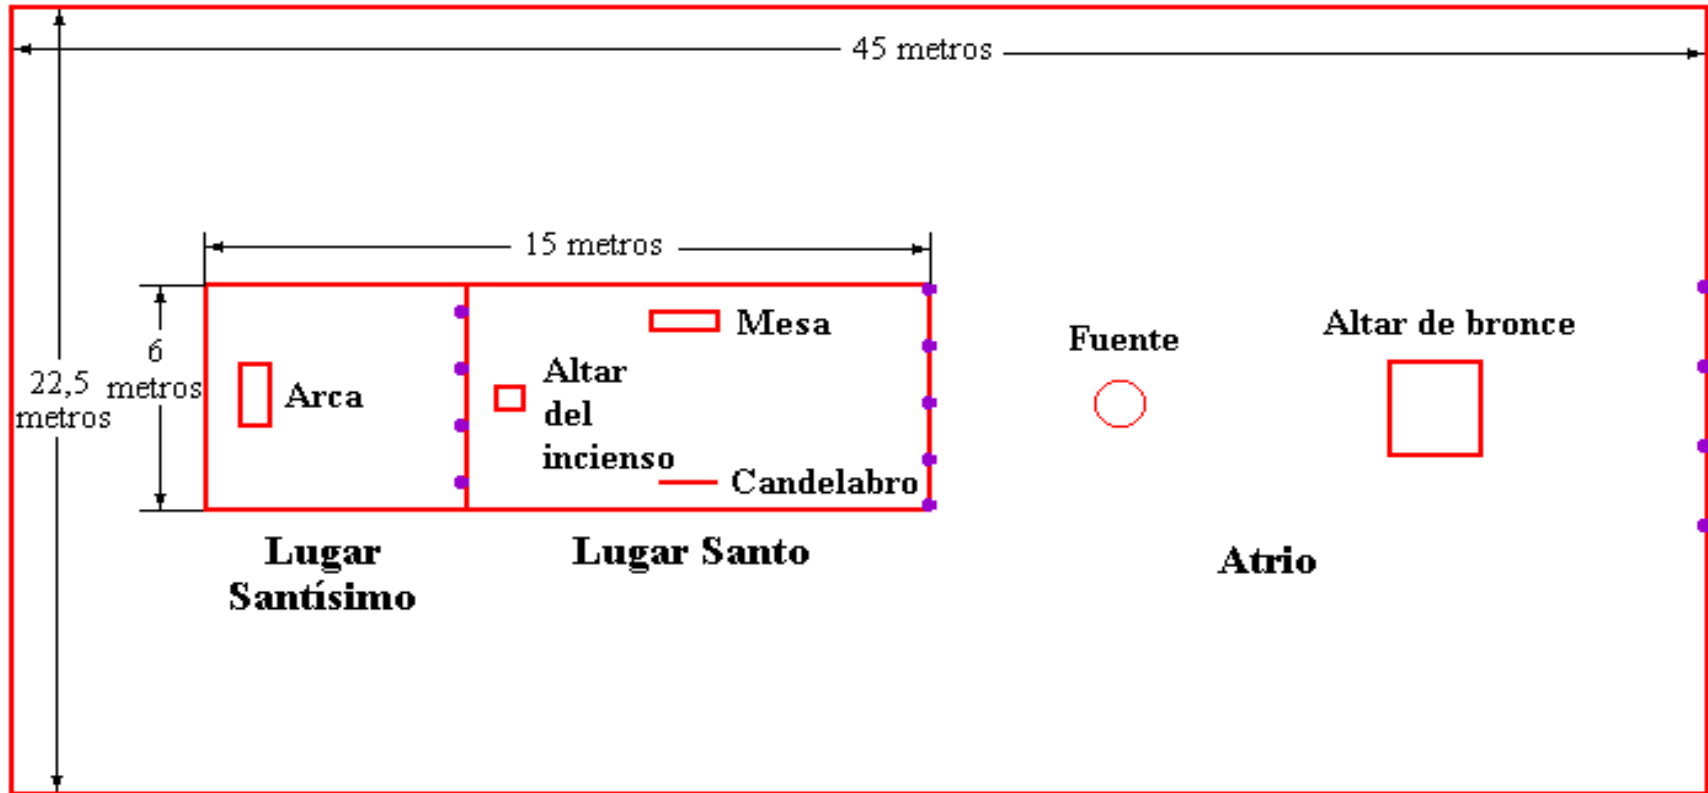 45 metros
15 metros
6
metros
22,5
metros
Mesa
Altar
del
incienso
Arca
Candelabro
Fuente
Altar de bronce
Lugar
Santísimo
Lugar Santo
Atrio